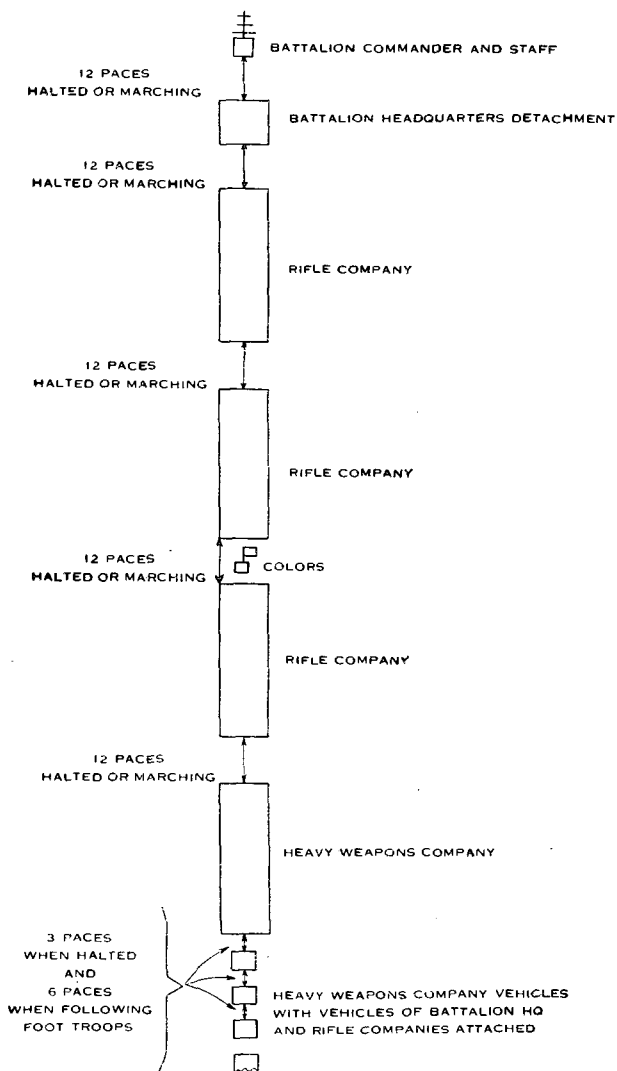 BATTALION COMMANDER AND STAFF
12 PACES
HALTED OR MARCHING
BATTALION HEADQUARTERS DETACHMENT
12 PACES
HALTED OR MARCHING
RIFLE COMPANY
12 PACES
HALTED OR MARCHING
RIFLE COMPANY
12 PACES
HALTED OR MARCHING
COLORS
RIFLE COMPANY
12 PACES
HALTED OR MARCHING
HEAVY WEAPONS COMPANY
3 PACES
WHEN HALTED
AND
6 PACES
WHEN FOLLOWING
FOOT TROOPS
HEAVY WEAPONS COMPANY VEHICLES
WITH VEHICLES OF BATTALION HQ
AND RIFLE COMPANIES ATTACHED